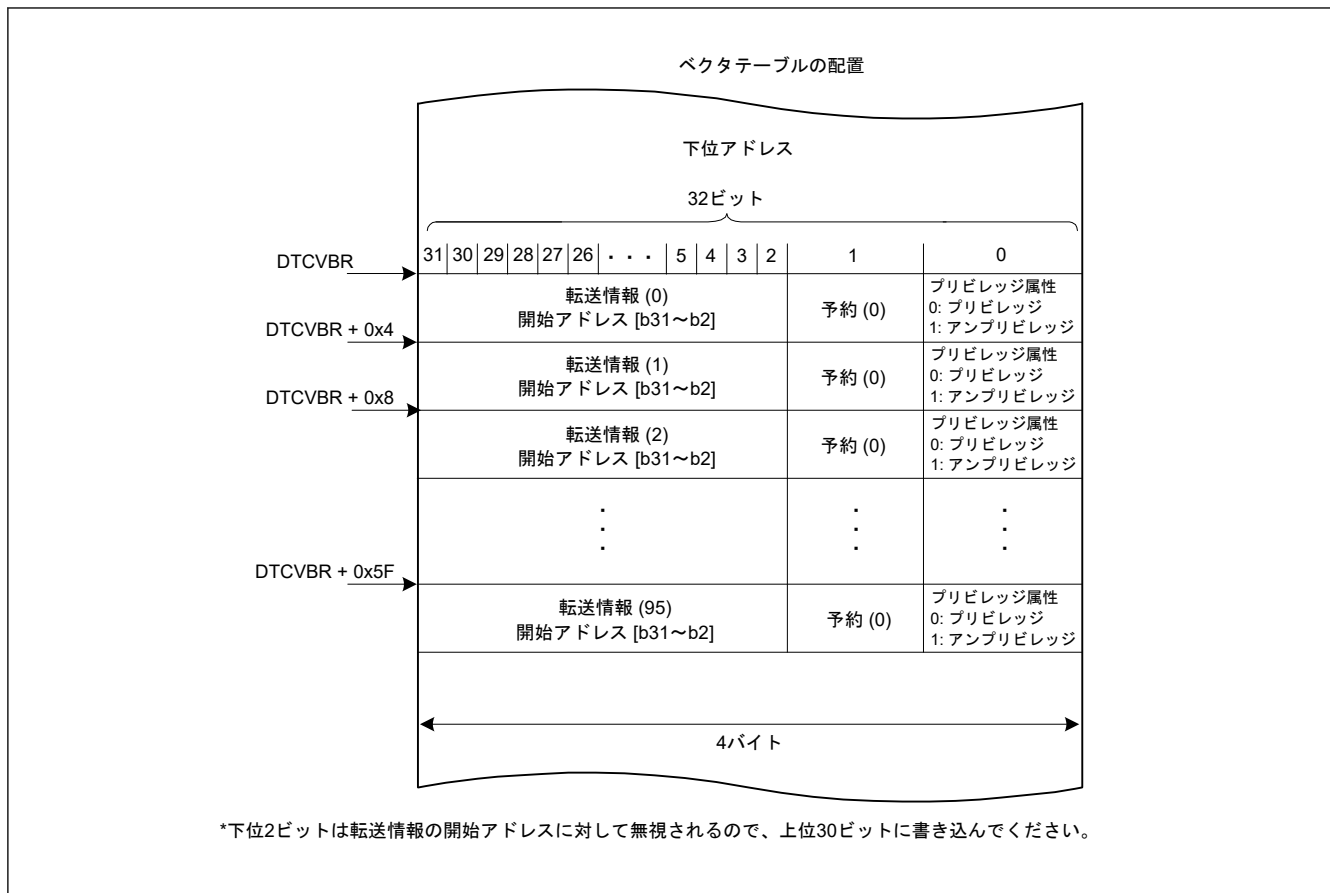 ベクタテーブルの配置
下位アドレス
32ビット
31 30 29 28 27 26 ・・・ 5 4 3 2 1 0
DTCVBR
転送情報 (0)
開始アドレス [b31～b2]
予約 (0)
プリビレッジ属性
0: プリビレッジ
1: アンプリビレッジ
DTCVBR + 0x4
転送情報 (1)
開始アドレス [b31～b2]
予約 (0)
プリビレッジ属性
0: プリビレッジ
1: アンプリビレッジ
DTCVBR + 0x8
転送情報 (2)
開始アドレス [b31～b2]
予約 (0)
プリビレッジ属性
0: プリビレッジ
1: アンプリビレッジ
DTCVBR + 0x5F
転送情報 (95)
開始アドレス [b31～b2]
予約 (0)
プリビレッジ属性
0: プリビレッジ
1: アンプリビレッジ
4バイト
*下位2ビットは転送情報の開始アドレスに対して無視されるので、上位30ビットに書き込んでください。